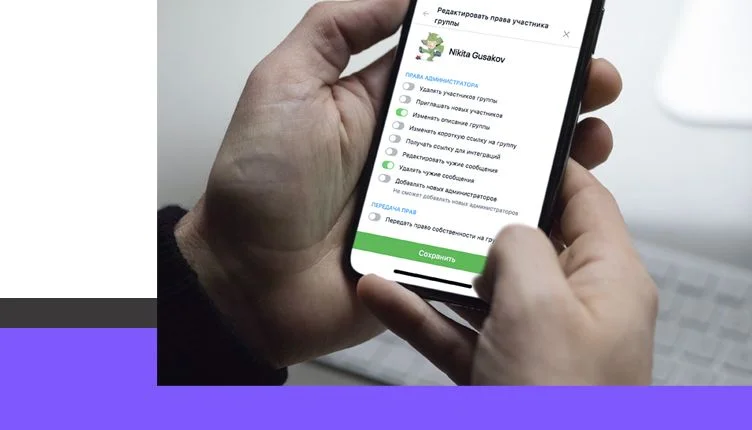 Редактировать права участника
группы
Nikita Gusakov
ПРАВА АДМИНИСТРАТОРА
Удалять участников группы
Приглашать новых участников
Изменять описание группы
Изменять короткую ссылку на группу
Получать ссылку для интеграций
Редактировать чужие сообщения
Удалять чужие сообщения
Добавлять новых администраторов
Не сможет добавлять новых администраторов
ПЕРЕДАЧА ПРАВ
Передать право собственности на
Сохранить